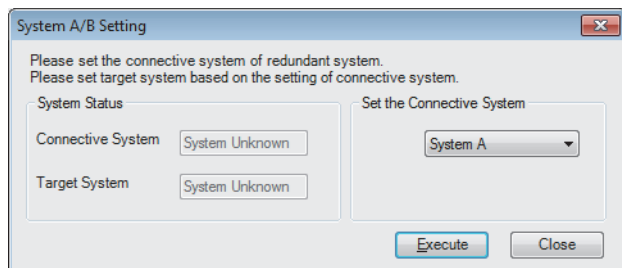 System A/B Setting
Please set the connective system of redundant system.
Please set target system based on the setting of connective system.
System Status
Connective System System Unknown
Target System System Unknown
Set the Connective System
System A
Execute Close